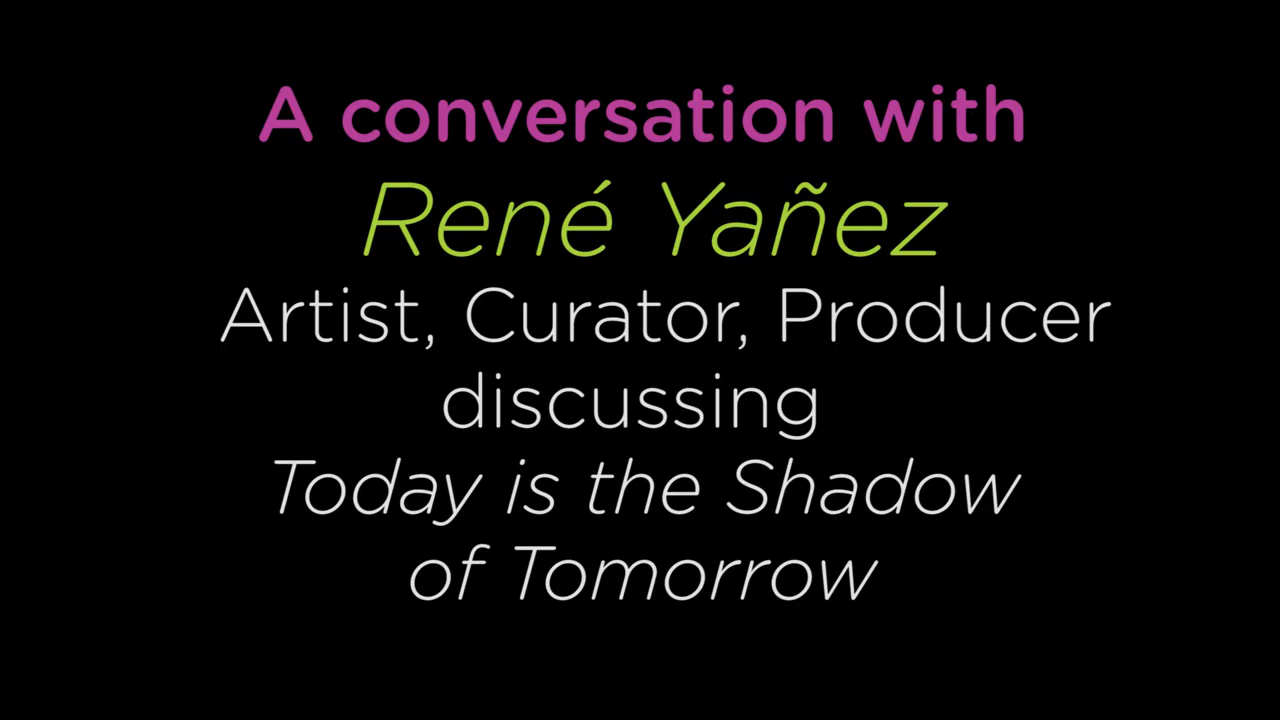 A conversation with
René Yañez
Artist, Curator, Producer
discussing
Today is the Shadow
of Tomorrow